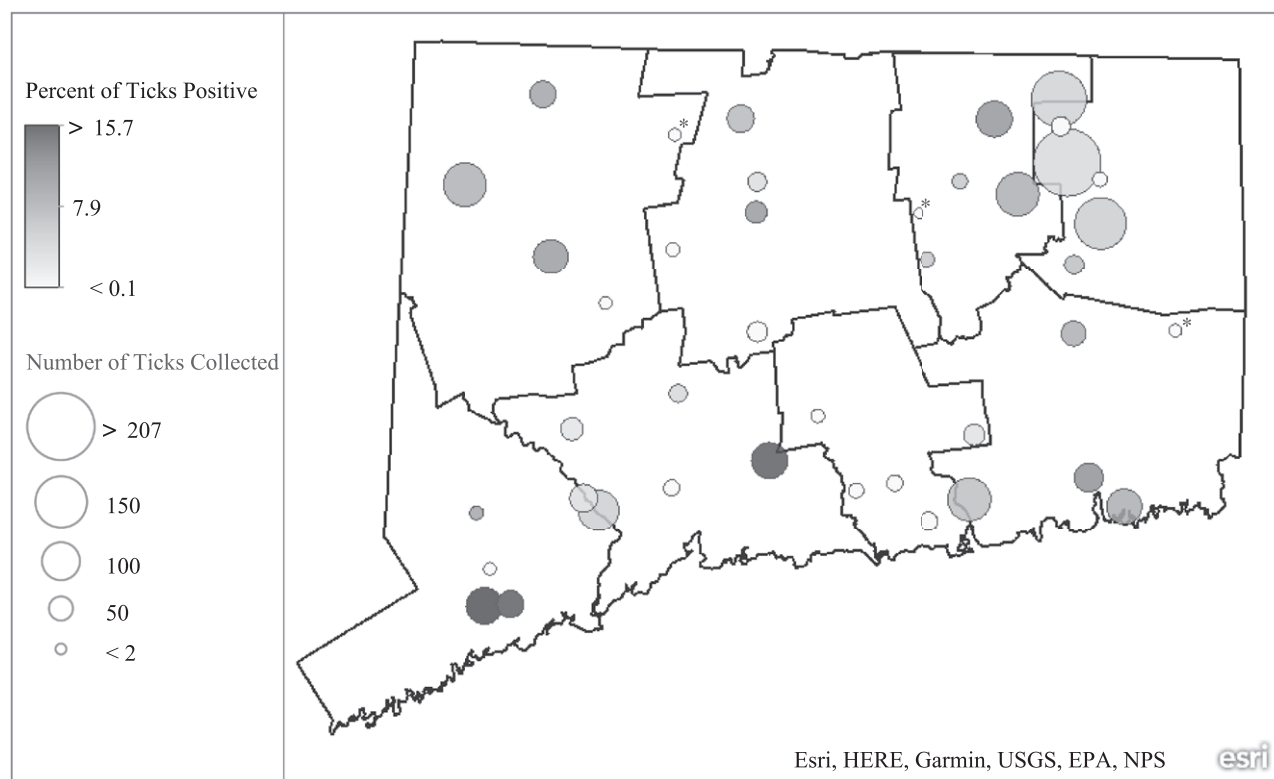 Percent of Ticks Positive
> 15.7
7.9
< 0.1
Number of Ticks Collected
> 207
150
100
50
< 2
*
*
*
Esri, HERE, Garmin, USGS, EPA, NPS
esri